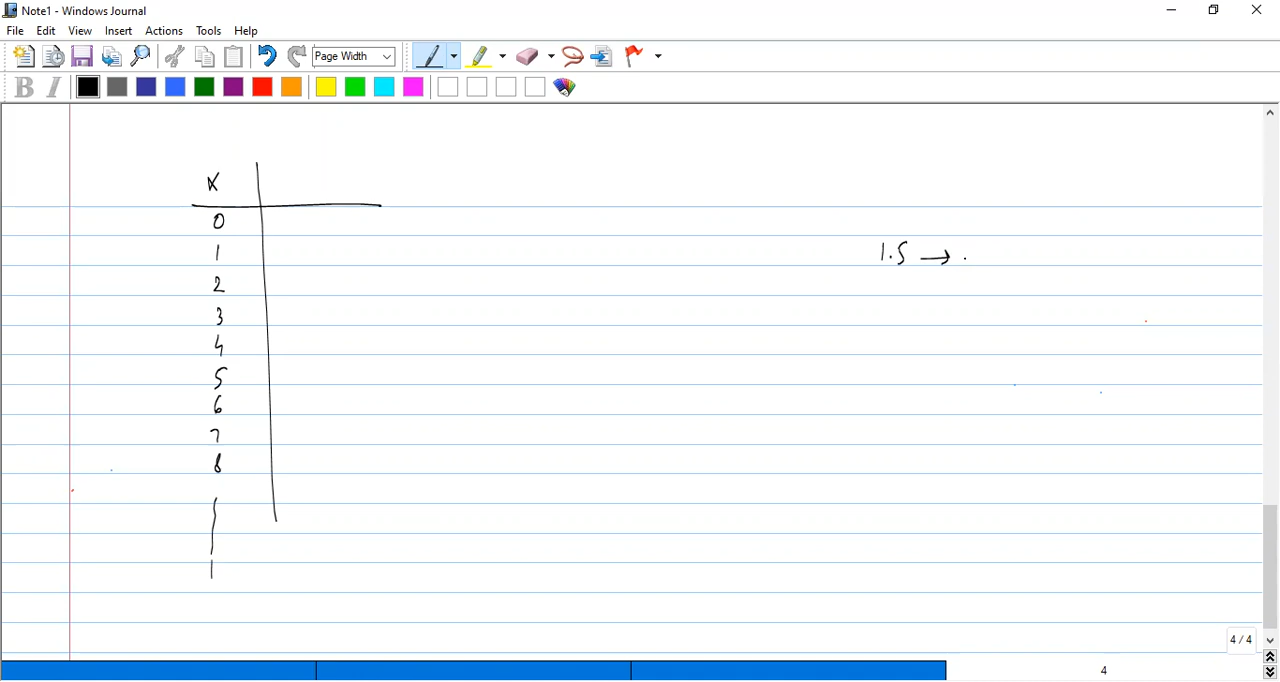 Note1 - Windows Journal
File Edit View Insert Actions Tools Help
Page Width
B I
x
0
1
1.5 →
2
3
4
5
6
7
8
4 / 4
4